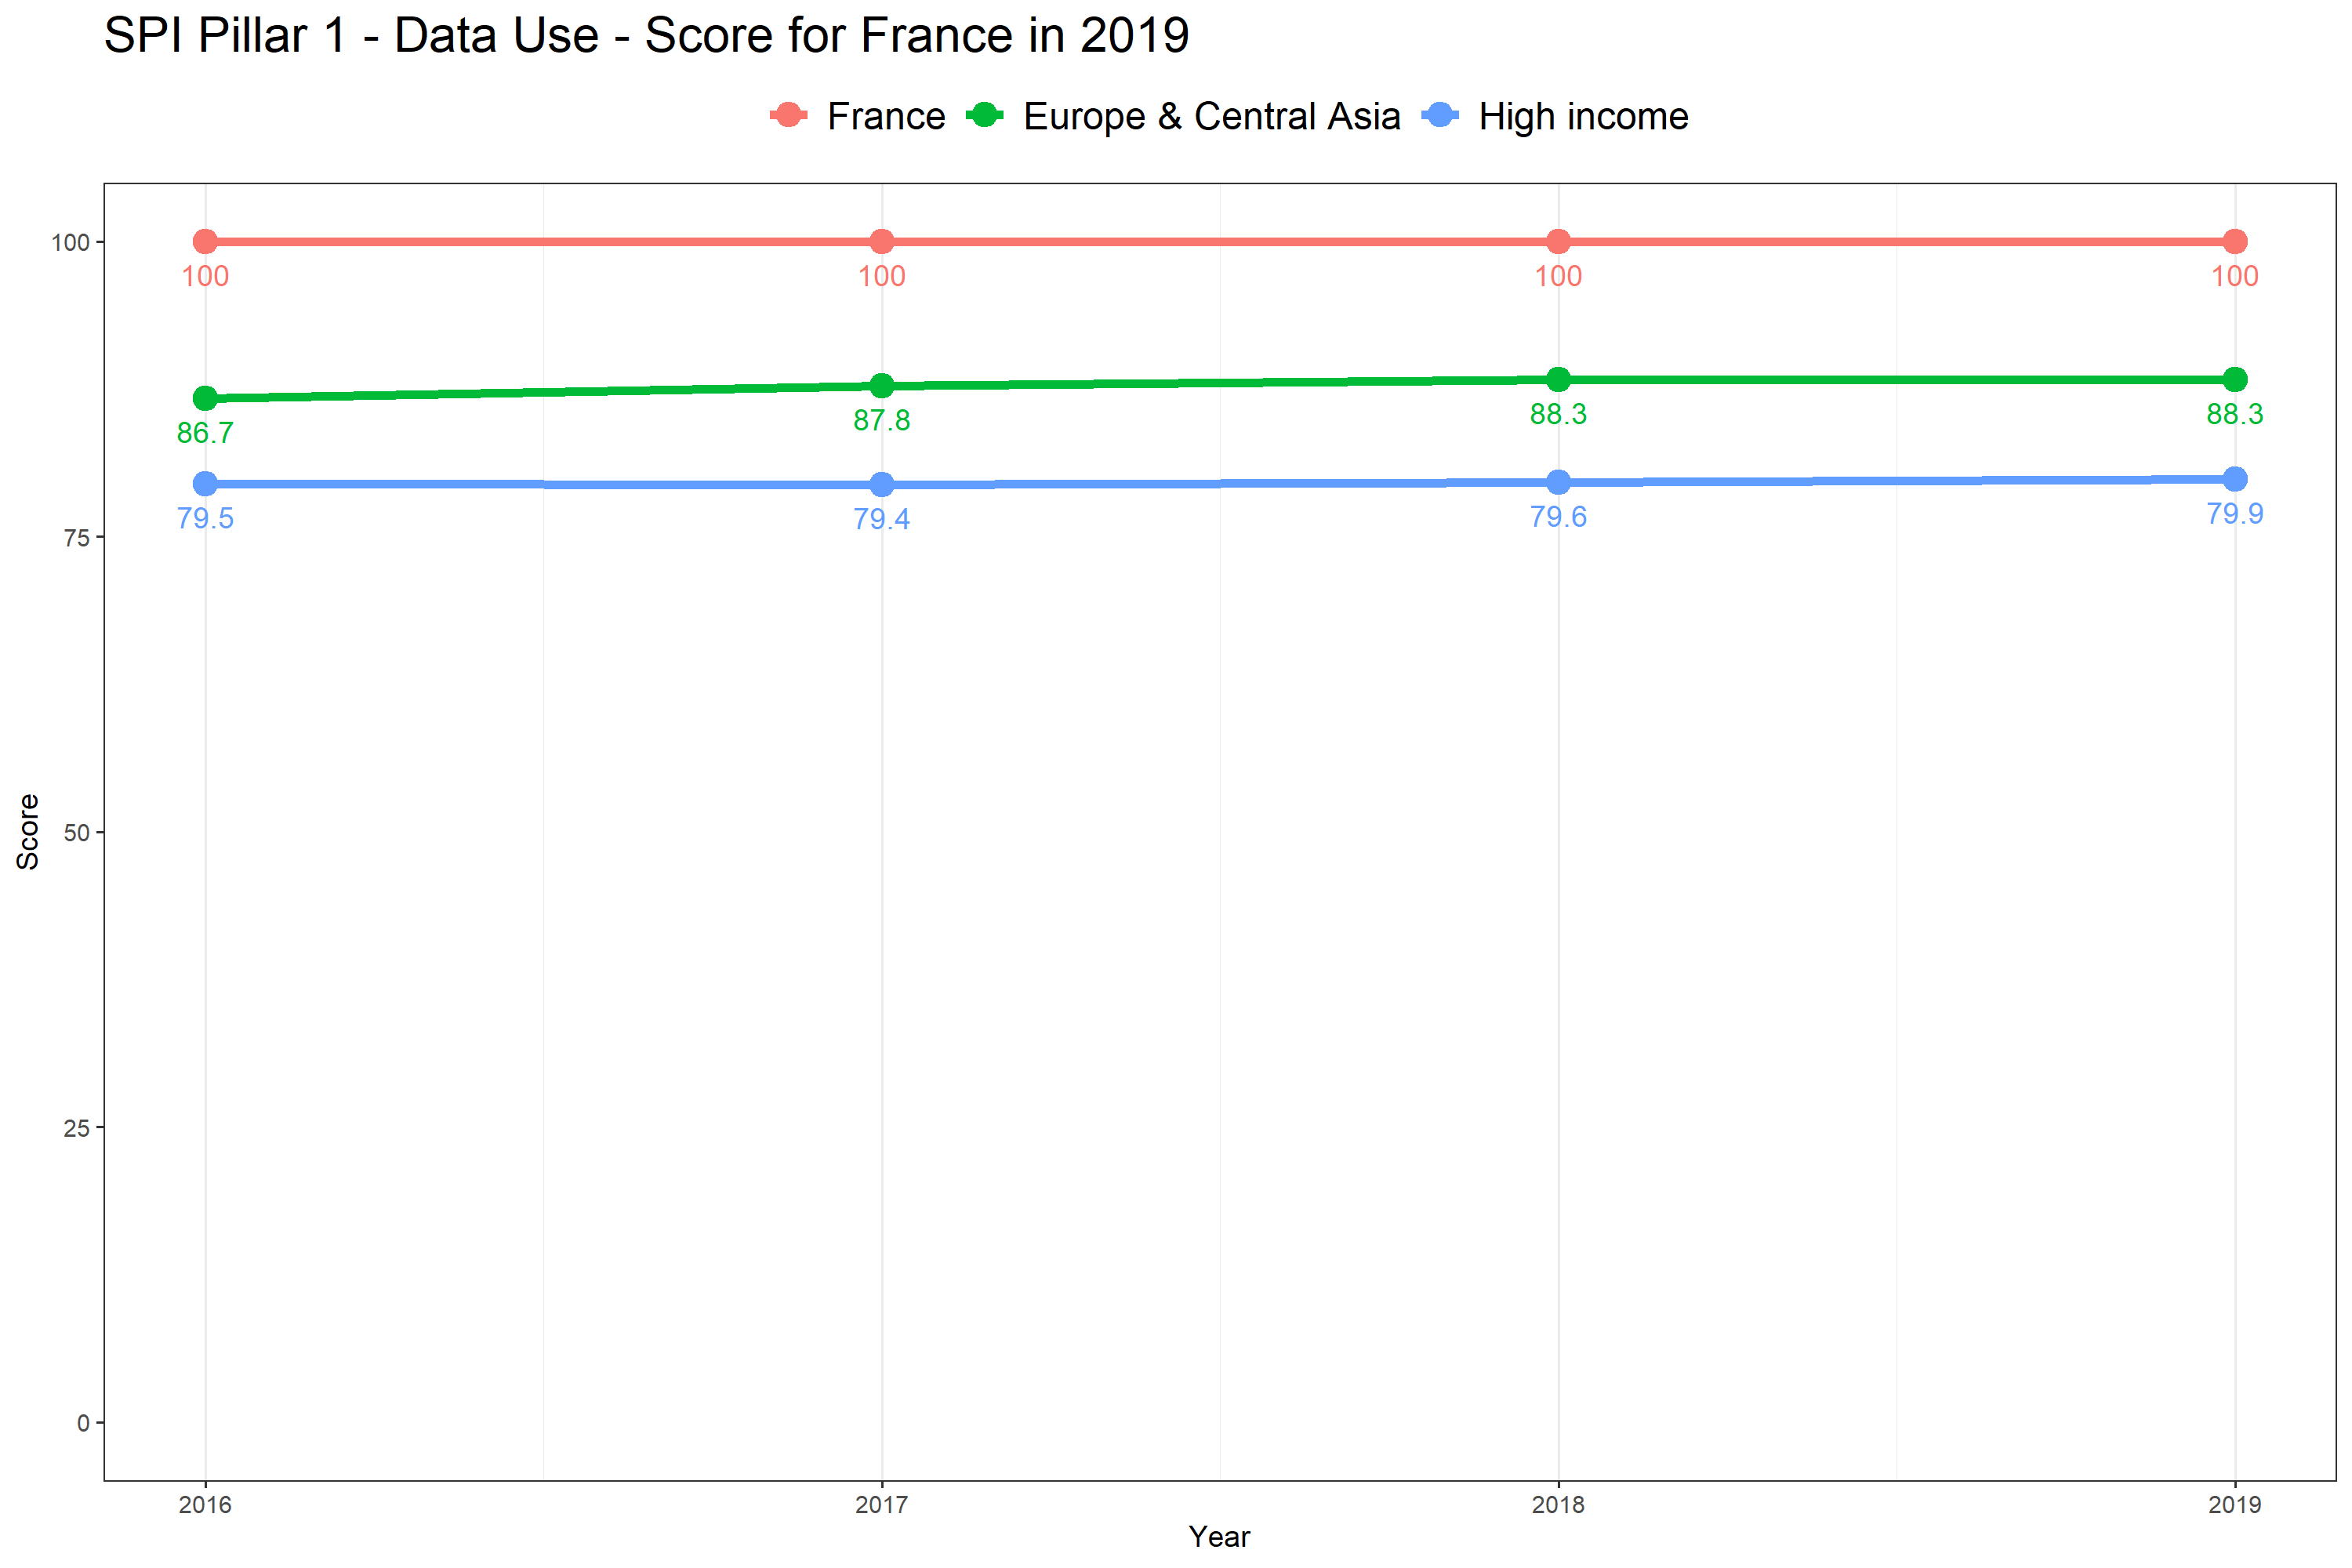 SPI Pillar 1 - Data Use - Score for France in 2019
France Europe & Central Asia High income
100
100 100 100 100
86.7 87.8 88.3 88.3
79.5 79.4 79.6 79.9
75
50
Score
25
0
2016 2017 2018 2019
Year